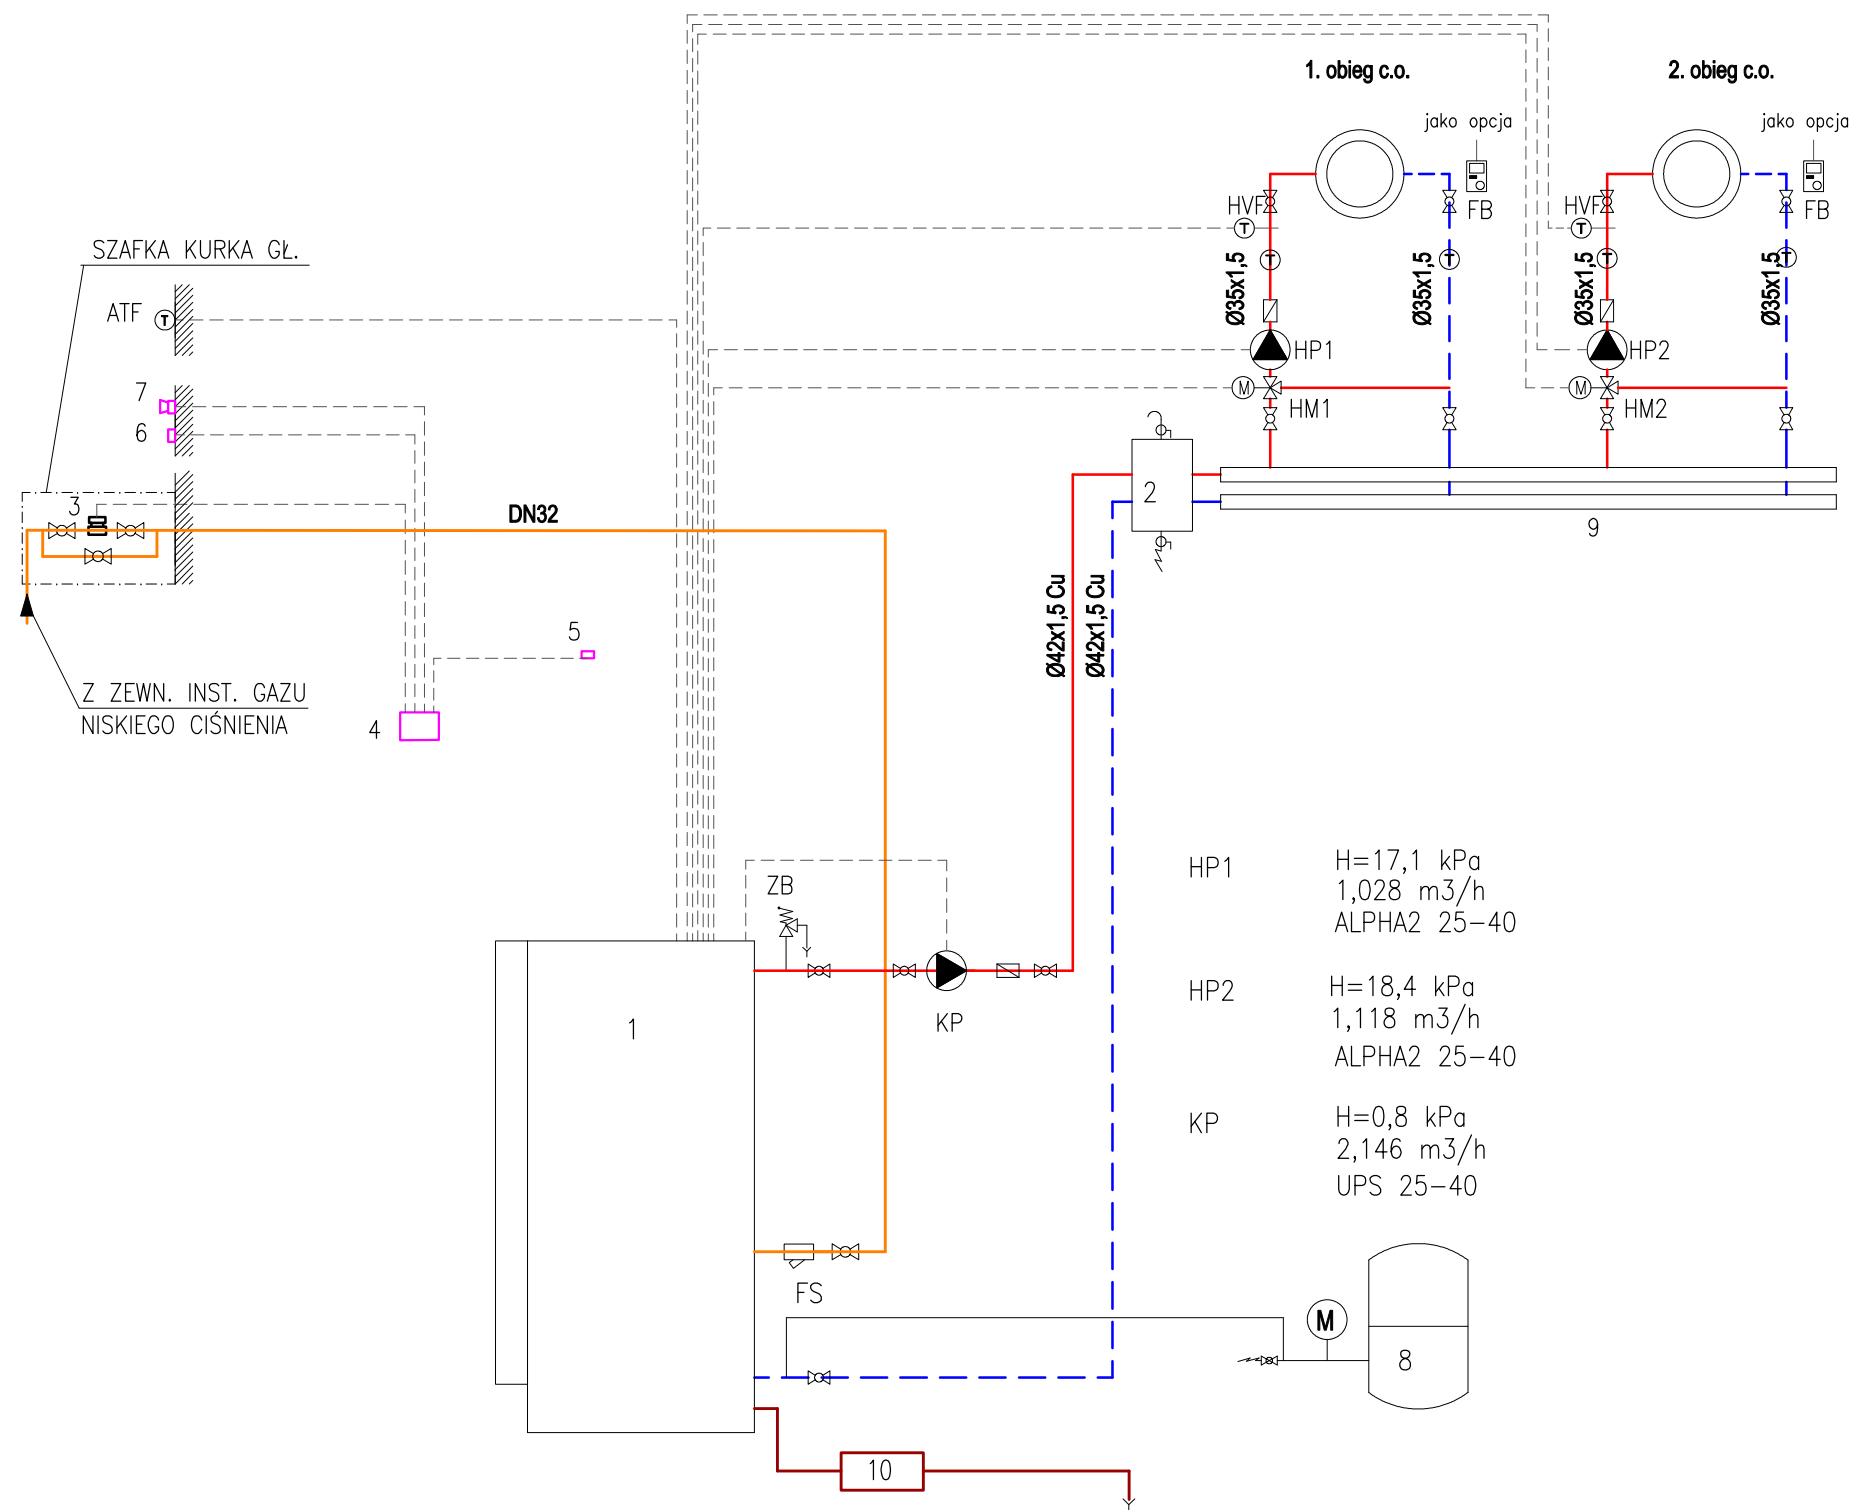 1. obieg c.o.
2. obieg c.o.
jako opcja
jako opcja
HVF
FB
HVF
FB
T
T
SZAFKA KURKA GŁ.
T
T
T
T
Ø35x1,5
Ø35x1,5
Ø35x1,5
Ø35x1,5
ATF
T
HP1
HP2
7
M
M
HM1
HM2
6
2
3
DN32
9
Ø42x1,5 Cu
Ø42x1,5 Cu
5
Z ZEWN. INST. GAZU
NISKIEGO CIŚNIENIA
4
HP1
H=17,1 kPa
1,028 m3/h
ALPHA2 25-40
ZB
HP2
H=18,4 kPa
1,118 m3/h
ALPHA2 25-40
1
KP
KP
H=0,8 kPa
2,146 m3/h
UPS 25-40
FS
M
8
10